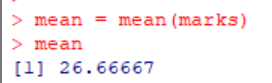 > mean = mean(marks)
> mean
[1] 26.66667